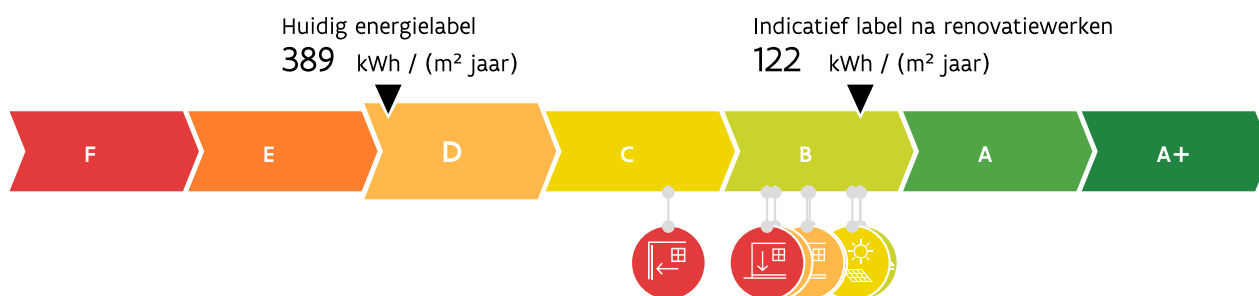 Huidig energielabel
389 kWh / (m² jaar)
Indicatief label na renovatiewerken
122 kWh / (m² jaar)
F E D C B A A+